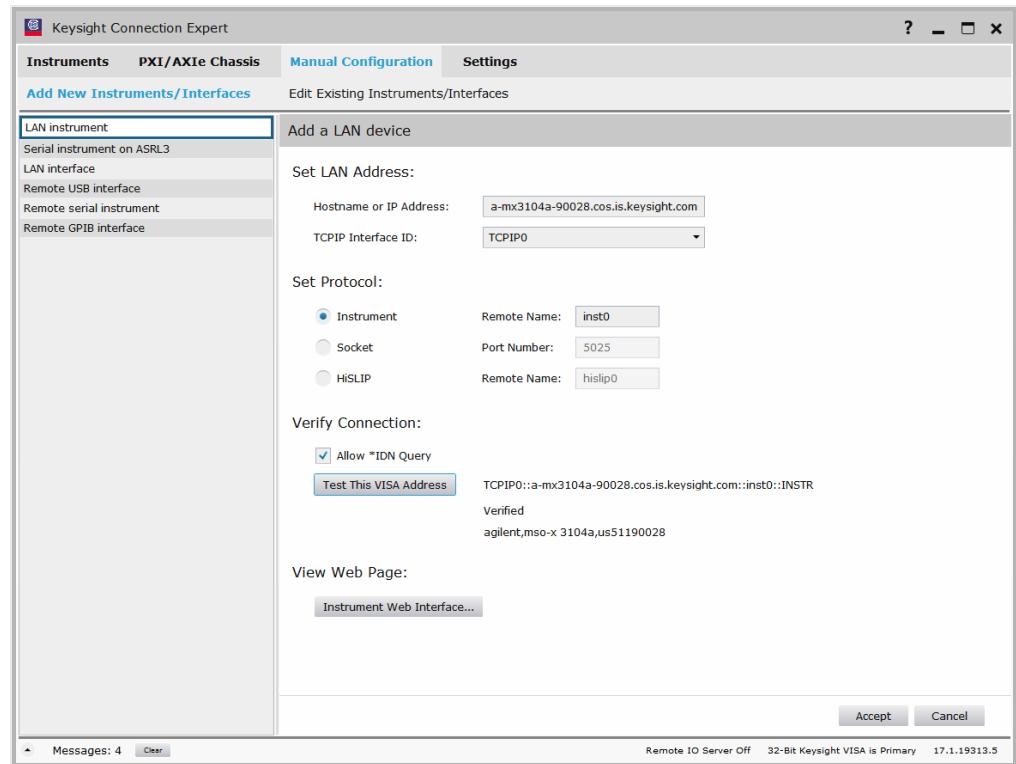 Keysight Connection Expert
Instruments PXI/AXIe Chassis Manual Configuration Settings
Add New Instruments/Interfaces Edit Existing Instruments/Interfaces
LAN instrument
Serial instrument on ASRL3
LAN interface
Remote USB interface
Remote serial instrument
Remote GPIB interface
Add a LAN device
Set LAN Address:
Hostname or IP Address: a-mx3104a-90028.cos.is.keysight.com
TCPIP Interface ID: TCPIP0
Set Protocol:
Instrument Remote Name: inst0
Socket Port Number: 5025
HiSLIP Remote Name: hislip0
Verify Connection:
Allow *IDN Query
Test This VISA Address TCPIP0::a-mx3104a-90028.cos.is.keysight.com::inst0::INSTR
Verified
agilent,mso-x 3104a,us51190028
View Web Page:
Instrument Web Interface...
Accept Cancel
Messages: 4 Clear Remote IO Server Off 32-Bit Keysight VISA is Primary 17.1.19313.5